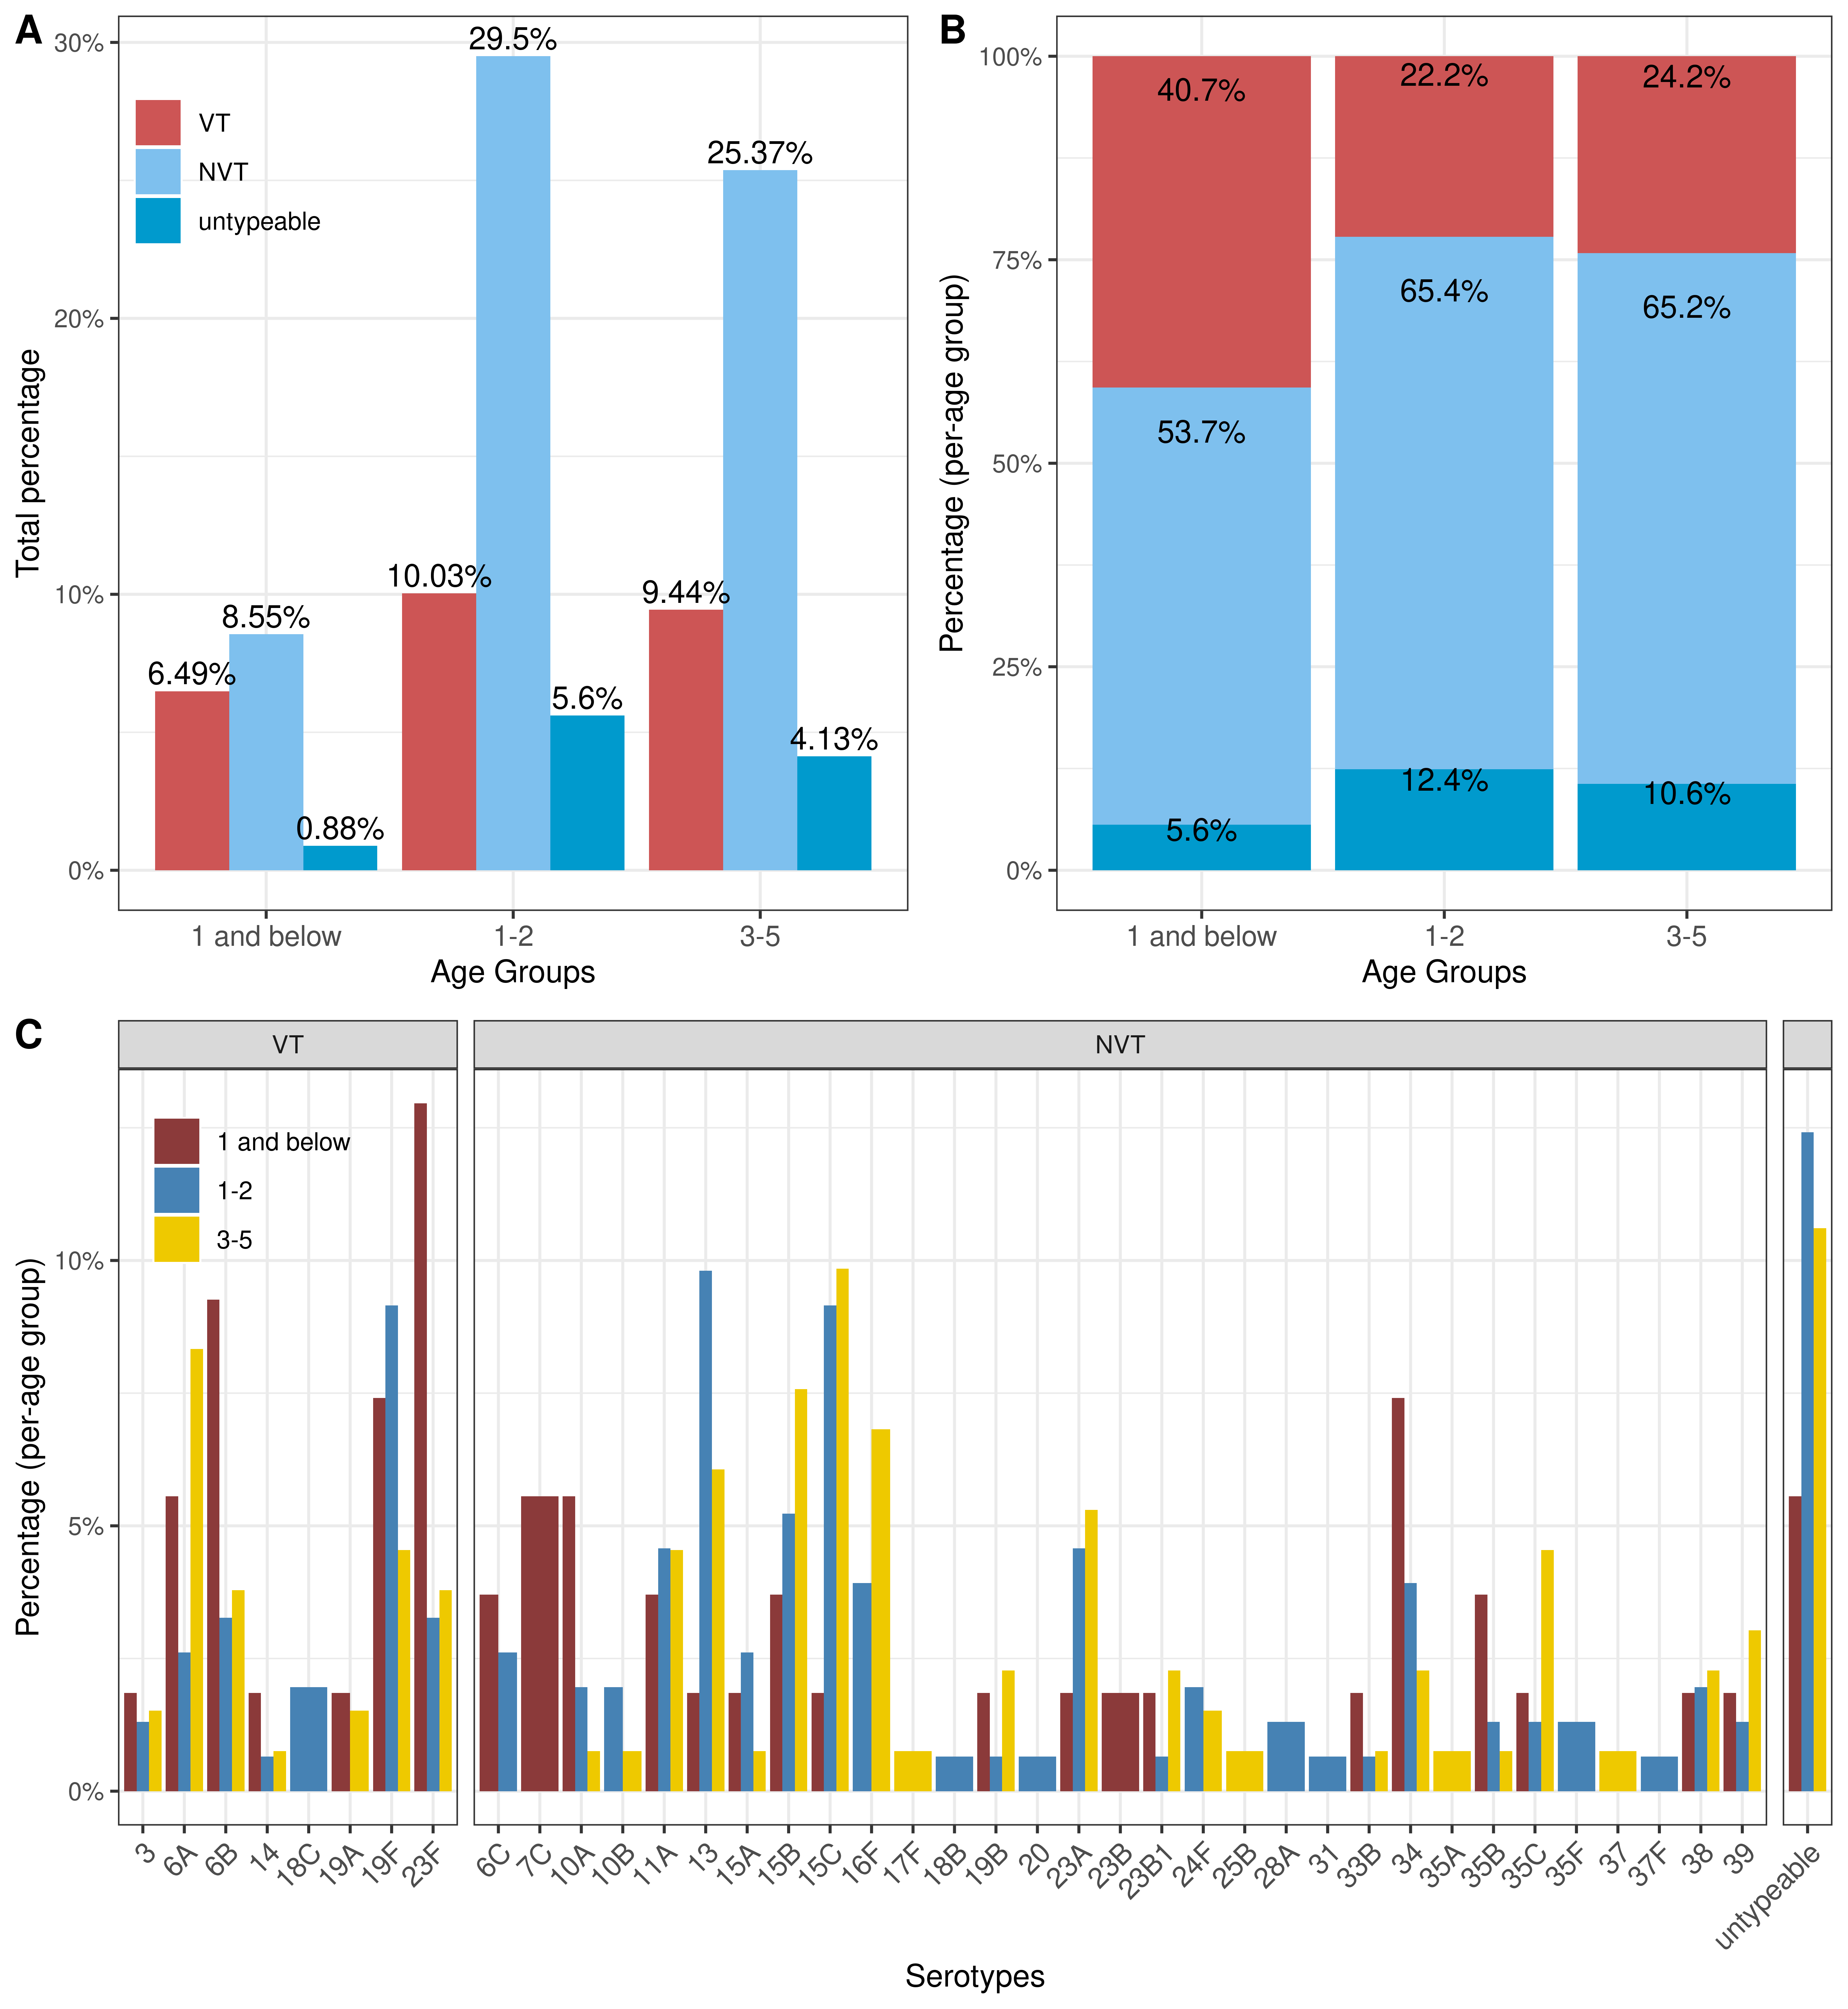 A
30%
20%
10%
0%
Total percentage
VT
NVT
untypeable
6.49%
8.55%
0.88%
10.03%
29.5%
5.6%
9.44%
25.37%
4.13%
1 and below
1-2
3-5
Age Groups
B
100%
75%
50%
25%
0%
Percentage (per-age group)
40.7%
53.7%
5.6%
22.2%
65.4%
12.4%
24.2%
65.2%
10.6%
1 and below
1-2
3-5
Age Groups
C
VT
NVT
10%
5%
0%
Percentage (per-age group)
1 and below
1-2
3-5
3
6A
6B
14
18C
19A
19F
23F
6C
7C
10A
10B
11A
13
15A
15B
15C
16F
17F
18B
19B
20
23A
23B
23B1
24F
25B
28A
31
33B
34
35A
35B
35C
35F
37
37F
38
39
untypeable
Serotypes